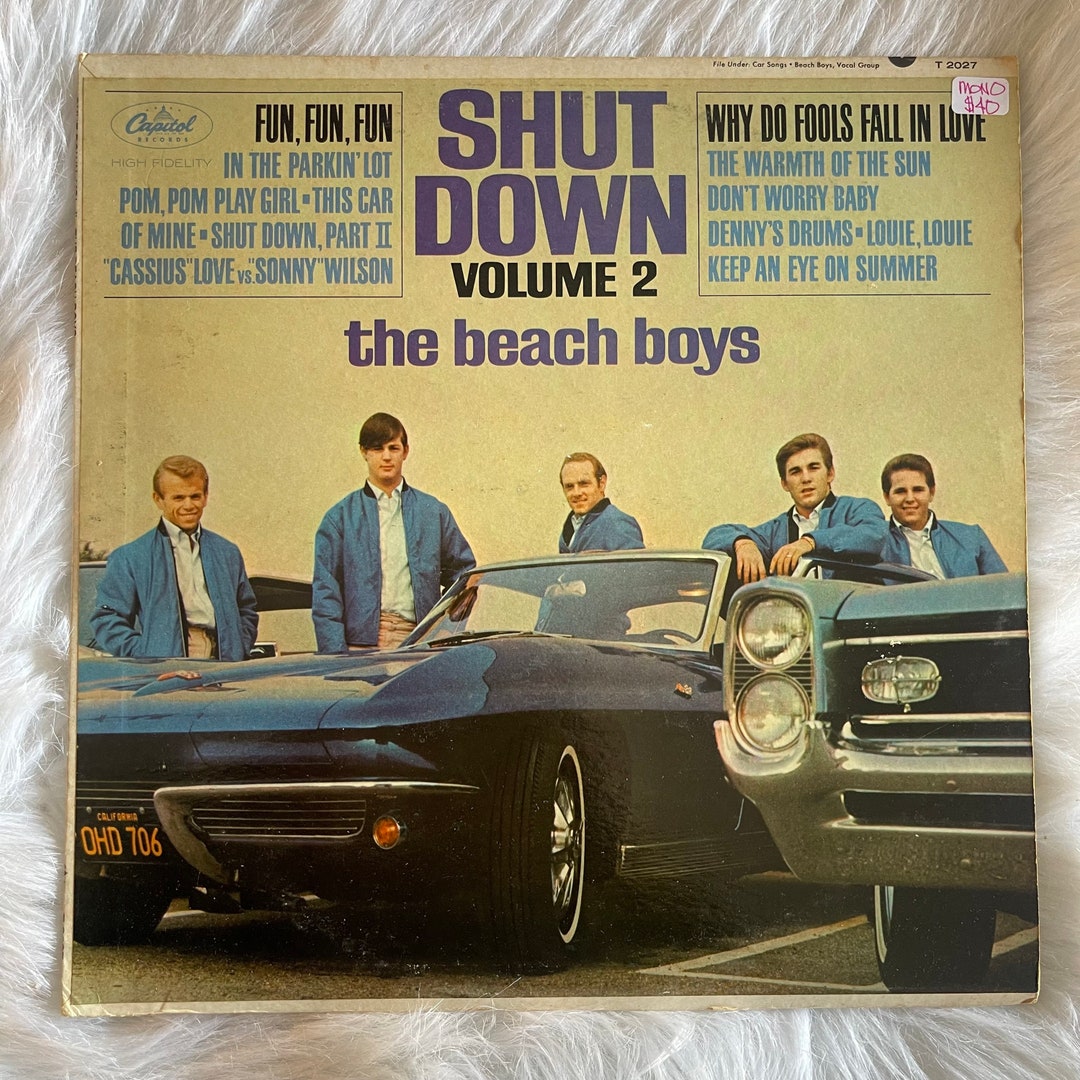 File Under: Car Songs • Beach Boys, Vocal Group
T 2027
MONO
$40
Capitol
RECORDS
HIGH FIDELITY
FUN, FUN, FUN
IN THE PARKIN' LOT
POM, POM PLAY GIRL ▪ THIS CAR
OF MINE ▪ SHUT DOWN, PART II
"CASSIUS" LOVE vs. "SONNY" WILSON
SHUT
DOWN
VOLUME 2
WHY DO FOOLS FALL IN LOVE
THE WARMTH OF THE SUN
DON'T WORRY BABY
DENNY'S DRUMS ▪ LOUIE, LOUIE
KEEP AN EYE ON SUMMER
the beach boys
CALIFORNIA
OHD 706